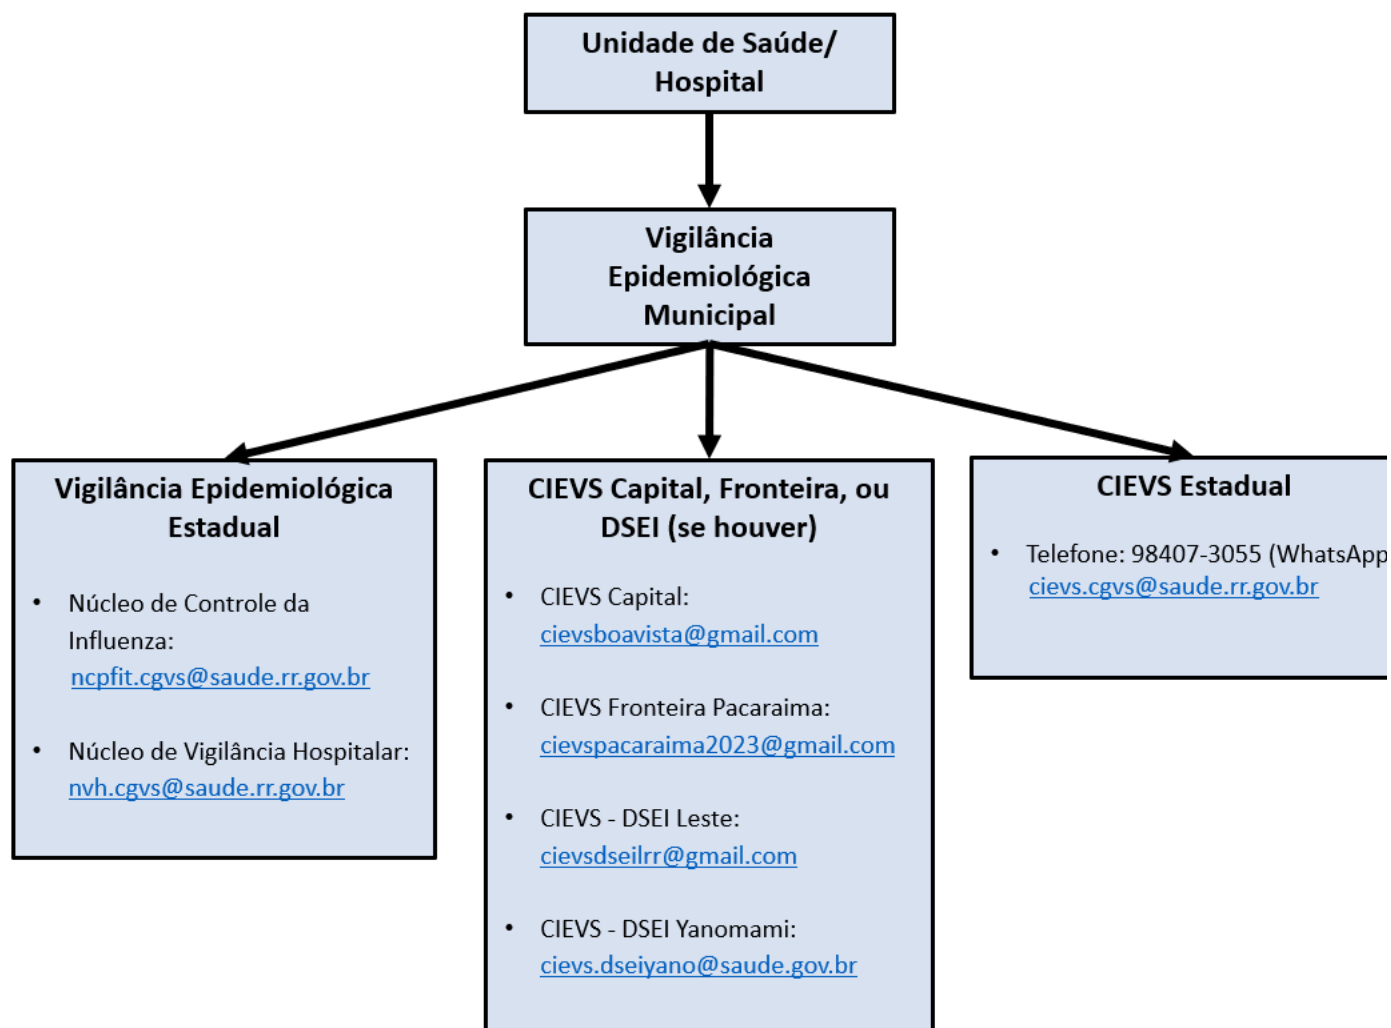 Unidade de Saúde/
Hospital
Vigilância
Epidemiológica
Municipal
Vigilância Epidemiológica
Estadual
• Núcleo de Controle da
Influenza:
ncpfit.cgvs@saude.rr.gov.br
• Núcleo de Vigilância Hospitalar:
nvh.cgvs@saude.rr.gov.br
CIEVS Capital, Fronteira, ou
DSEI (se houver)
• CIEVS Capital:
cievsboavista@gmail.com
• CIEVS Fronteira Pacaraima:
cievspacaraima2023@gmail.com
• CIEVS - DSEI Leste:
cievsdseilrr@gmail.com
• CIEVS - DSEI Yanomami:
cievs.dseiyano@saude.gov.br
CIEVS Estadual
• Telefone: 98407-3055 (WhatsApp
cievs.cgvs@saude.rr.gov.br